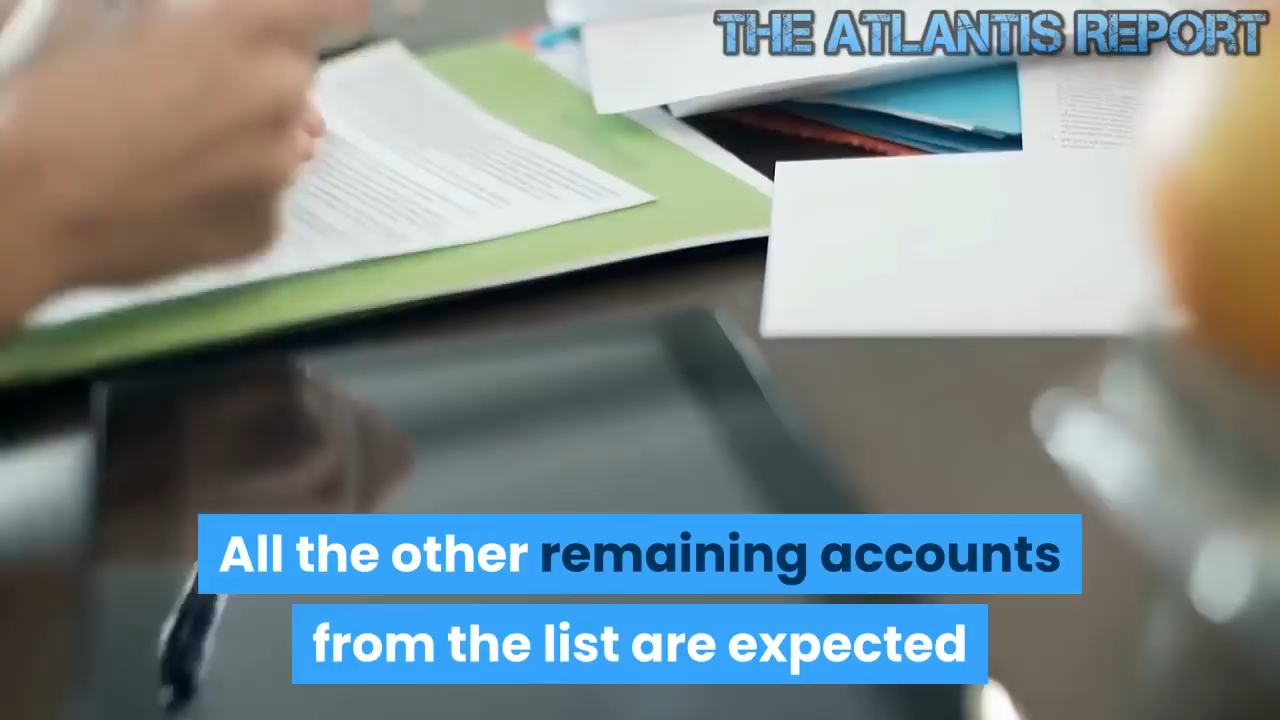 THE ATLANTIS REPORT
All the other remaining accounts
from the list are expected